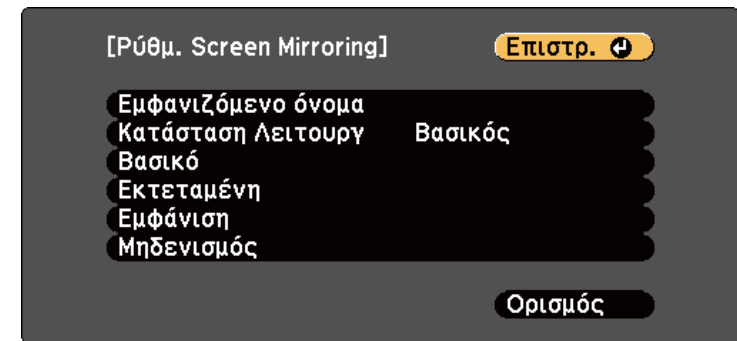 [Ρύθμ. Screen Mirroring] Επιστρ.
Εμφανιζόμενο όνομα
Κατάσταση Λειτουργ Βασικός
Βασικό
Εκτεταμένη
Εμφάνιση
Μηδενισμός
Ορισμός